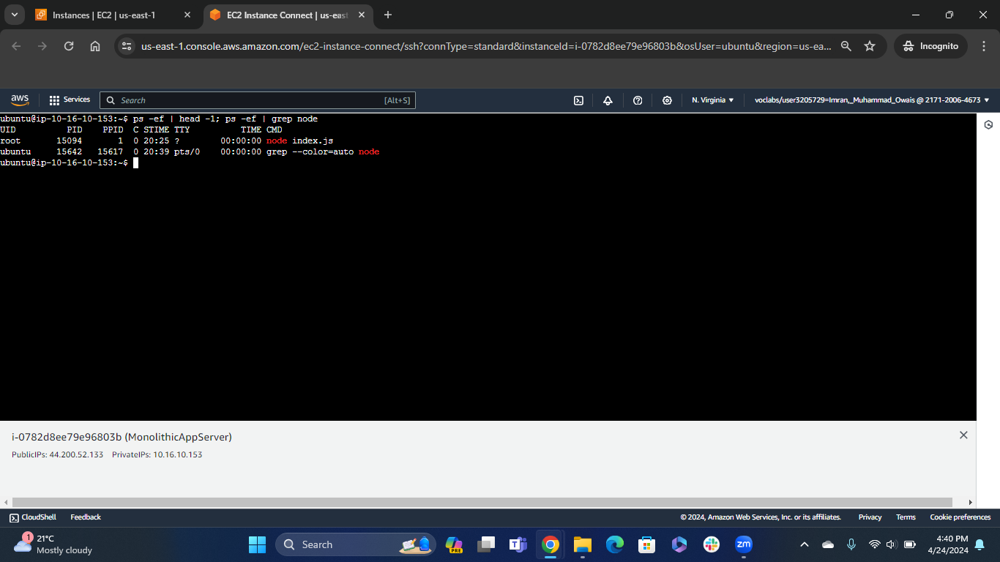 Instances | EC2 | us-east-1
EC2 Instance Connect | us-east
us-east-1.console.aws.amazon.com/ec2-instance-connect/ssh?connType=standard&instanceId=i-0782d8ee79e96803b&osUser=ubuntu&region=us-ea...
Incognito
aws
Services
Search
[Alt+S]
N. Virginia
voclabs/user3205729=Imran,_Muhammad_Owais @ 2171-2006-4673
ubuntu@ip-10-16-10-153:~$ ps -ef | head -1; ps -ef | grep node
UID          PID    PPID  C STIME TTY          TIME CMD
root       15094       1  0 20:25 ?        00:00:00 node index.js
ubuntu     15642   15617  0 20:39 pts/0    00:00:00 grep --color=auto node
ubuntu@ip-10-16-10-153:~$
i-0782d8ee79e96803b (MonolithicAppServer)
PublicIPs: 44.200.52.133    PrivateIPs: 10.16.10.153
CloudShell
Feedback
© 2024, Amazon Web Services, Inc. or its affiliates.
Privacy
Terms
Cookie preferences
1
21°C
Mostly cloudy
Search
PRE
zm
4:40 PM
4/24/2024